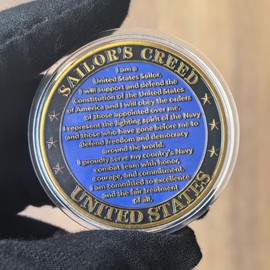 SAILOR'S CREED
I am a
United States Sailor.
I will support and defend the
Constitution of the United States
of America and I will obey the orders
of those appointed over me.
I represent the fighting spirit of the Navy
and those who have gone before me to
defend freedom and democracy
around the world.
I proudly serve my country's Navy
combat team with honor,
courage, and commitment.
I am committed to excellence
and the fair treatment
of all.
UNITED STATES